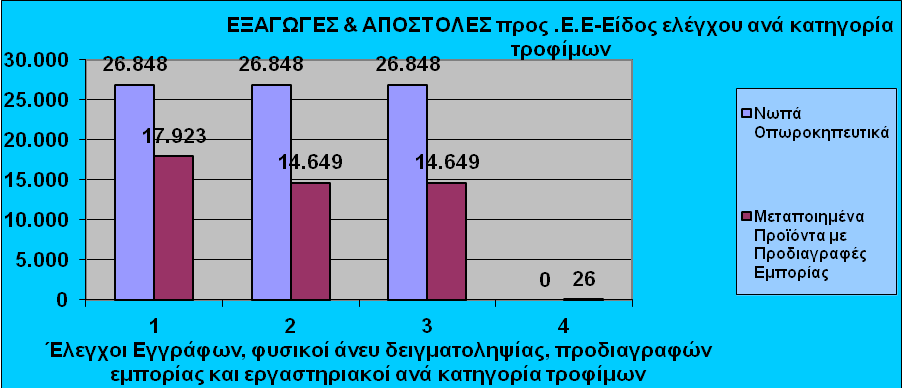 ΕΞΑΓΩΓΕΣ & ΑΠΟΣΤΟΛΕΣ προς .Ε.Ε-Είδος ελέγχου ανά κατηγορία
τροφίμων
30.000
25.000
20.000
15.000
10.000
5.000
0
26.848
26.848
26.848
17.923
14.649
14.649
0
26
1
2
3
4
Έλεγχοι Εγγράφων, φυσικοί άνευ δειγματοληψίας, προδιαγραφών
εμπορίας και εργαστηριακοί ανά κατηγορία τροφίμων
Νωπά
Οπωροκηπευτικά
Μεταποιημένα
Προϊόντα με
Προδιαγραφές
Εμπορίας